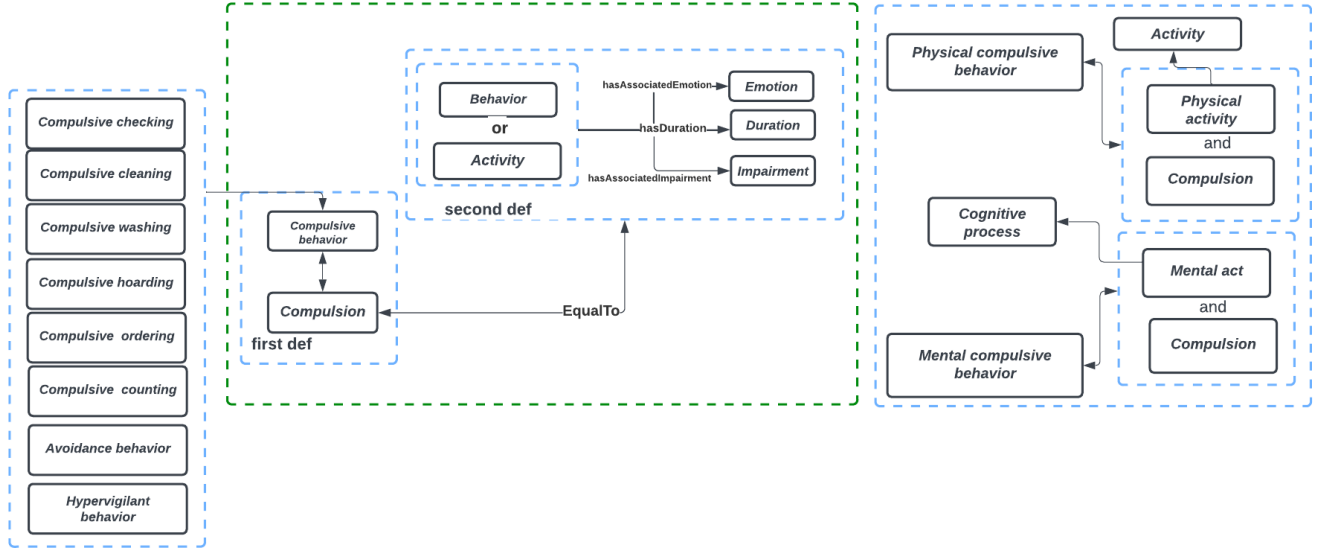 Compulsive checking
Compulsive cleaning
Compulsive washing
Compulsive hoarding
Compulsive ordering
Compulsive counting
Avoidance behavior
Hypervigilant
behavior
Compulsive
behavior
Compulsion
first def
Behavior
or
Activity
second def
hasAssociatedEmotion
hasDuration
hasAssociatedImpairment
Emotion
Duration
Impairment
EqualTo
Physical compulsive
behavior
Activity
Physical
activity
and
Compulsion
Cognitive
process
Mental act
and
Compulsion
Mental compulsive
behavior